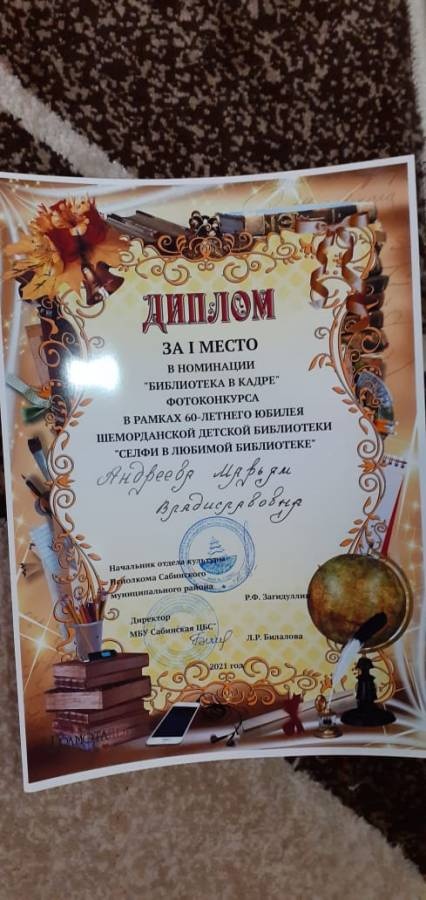 ДИПЛОМ
ЗА I МЕСТО
В НОМИНАЦИИ
"БИБЛИОТЕКА В КАДРЕ"
ФОТОКОНКУРСА
В РАМКАХ 60-ЛЕТНЕГО ЮБИЛЕЯ
ШЕМОРДАНСКОЙ ДЕТСКОЙ БИБЛИОТЕКИ
"СЕЛФИ В ЛЮБИМОЙ БИБЛИОТЕКЕ"
Андреева Марьям
Владиславовна
Начальник отдела культуры
Исполкома Сабинского
муниципального района
Р.Ф. Загидуллин
Директор
МБУ Сабинская ЦБС
Л.Р. Билалова
2021 год
ГРАМОТА